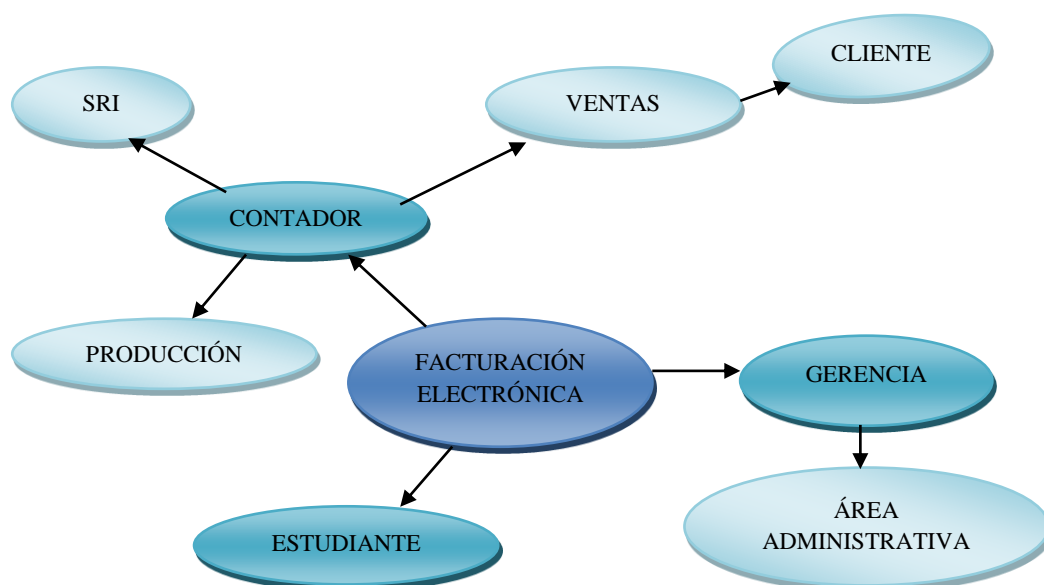 CLIENTE
SRI
VENTAS
CONTADOR
PRODUCCIÓN
FACTURACIÓN
ELECTRÓNICA
GERENCIA
ÁREA
ADMINISTRATIVA
ESTUDIANTE